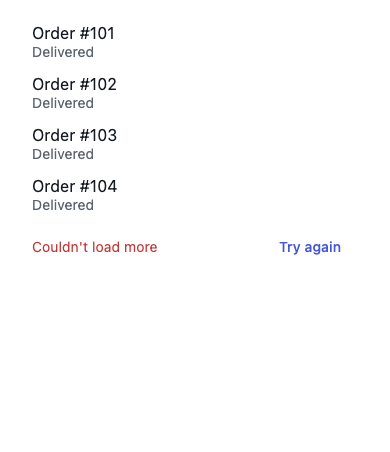 Order #101
Delivered
Order #102
Delivered
Order #103
Delivered
Order #104
Delivered
Couldn't load more Try again